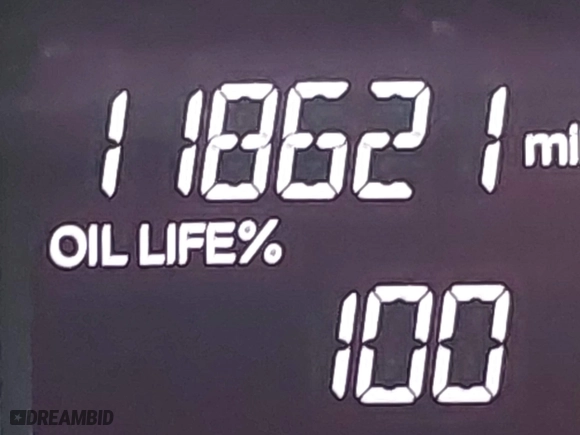 118621 mi
OIL LIFE%
100
DREAMBID